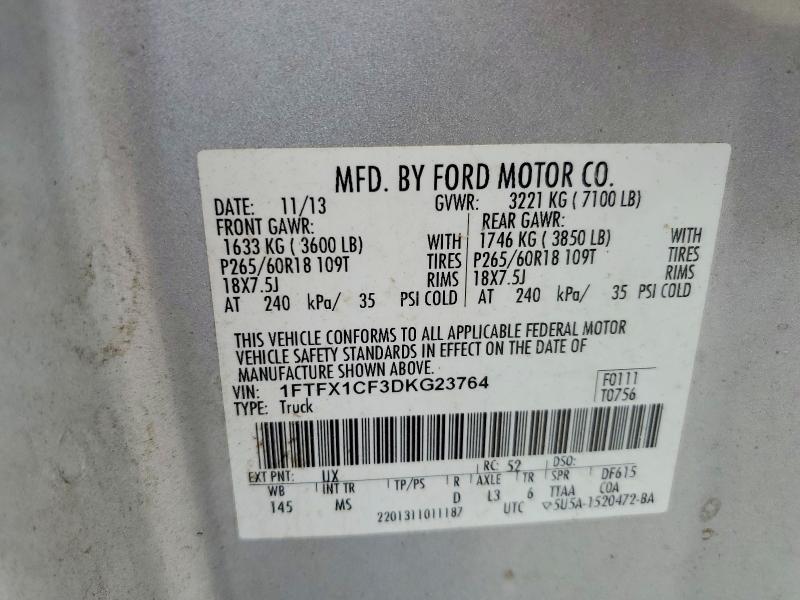 MFD. BY FORD MOTOR CO.
DATE: 11/13 GVWR: 3221 KG ( 7100 LB)
FRONT GAWR: REAR GAWR:
1633 KG ( 3600 LB) WITH 1746 KG ( 3850 LB) WITH
P265/60R18 109T TIRES P265/60R18 109T TIRES
18X7.5J RIMS 18X7.5J RIMS
AT 240 kPa/ 35 PSI COLD AT 240 kPa/ 35 PSI COLD
THIS VEHICLE CONFORMS TO ALL APPLICABLE FEDERAL MOTOR
VEHICLE SAFETY STANDARDS IN EFFECT ON THE DATE OF
MANUFACTURE SHOWN ABOVE.
VIN: 1FTFX1CF3DKG23764 F0111
TYPE: Truck T0756
EXT PNT: UX RC: 52 DSO:
WB INT TR TP/PS R AXLE TR SPR DF615
145 MS D L3 6 TTAA C0A
2201311011187 UTC ▽5U5A-1520472-BA